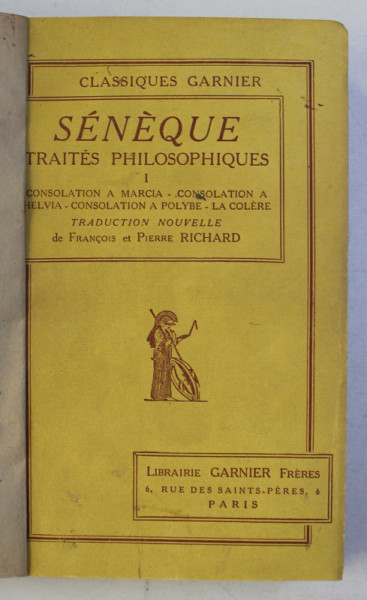 CLASSIQUES GARNIER
SÉNÈQUE
TRAITÉS PHILOSOPHIQUES
I
CONSOLATION A MARCIA - CONSOLATION A
HELVIA - CONSOLATION A POLYBE - LA COLÈRE
TRADUCTION NOUVELLE
de FRANÇOIS et PIERRE RICHARD
LIBRAIRIE GARNIER FRÈRES
6, RUE DES SAINTS-PÈRES, 6
PARIS